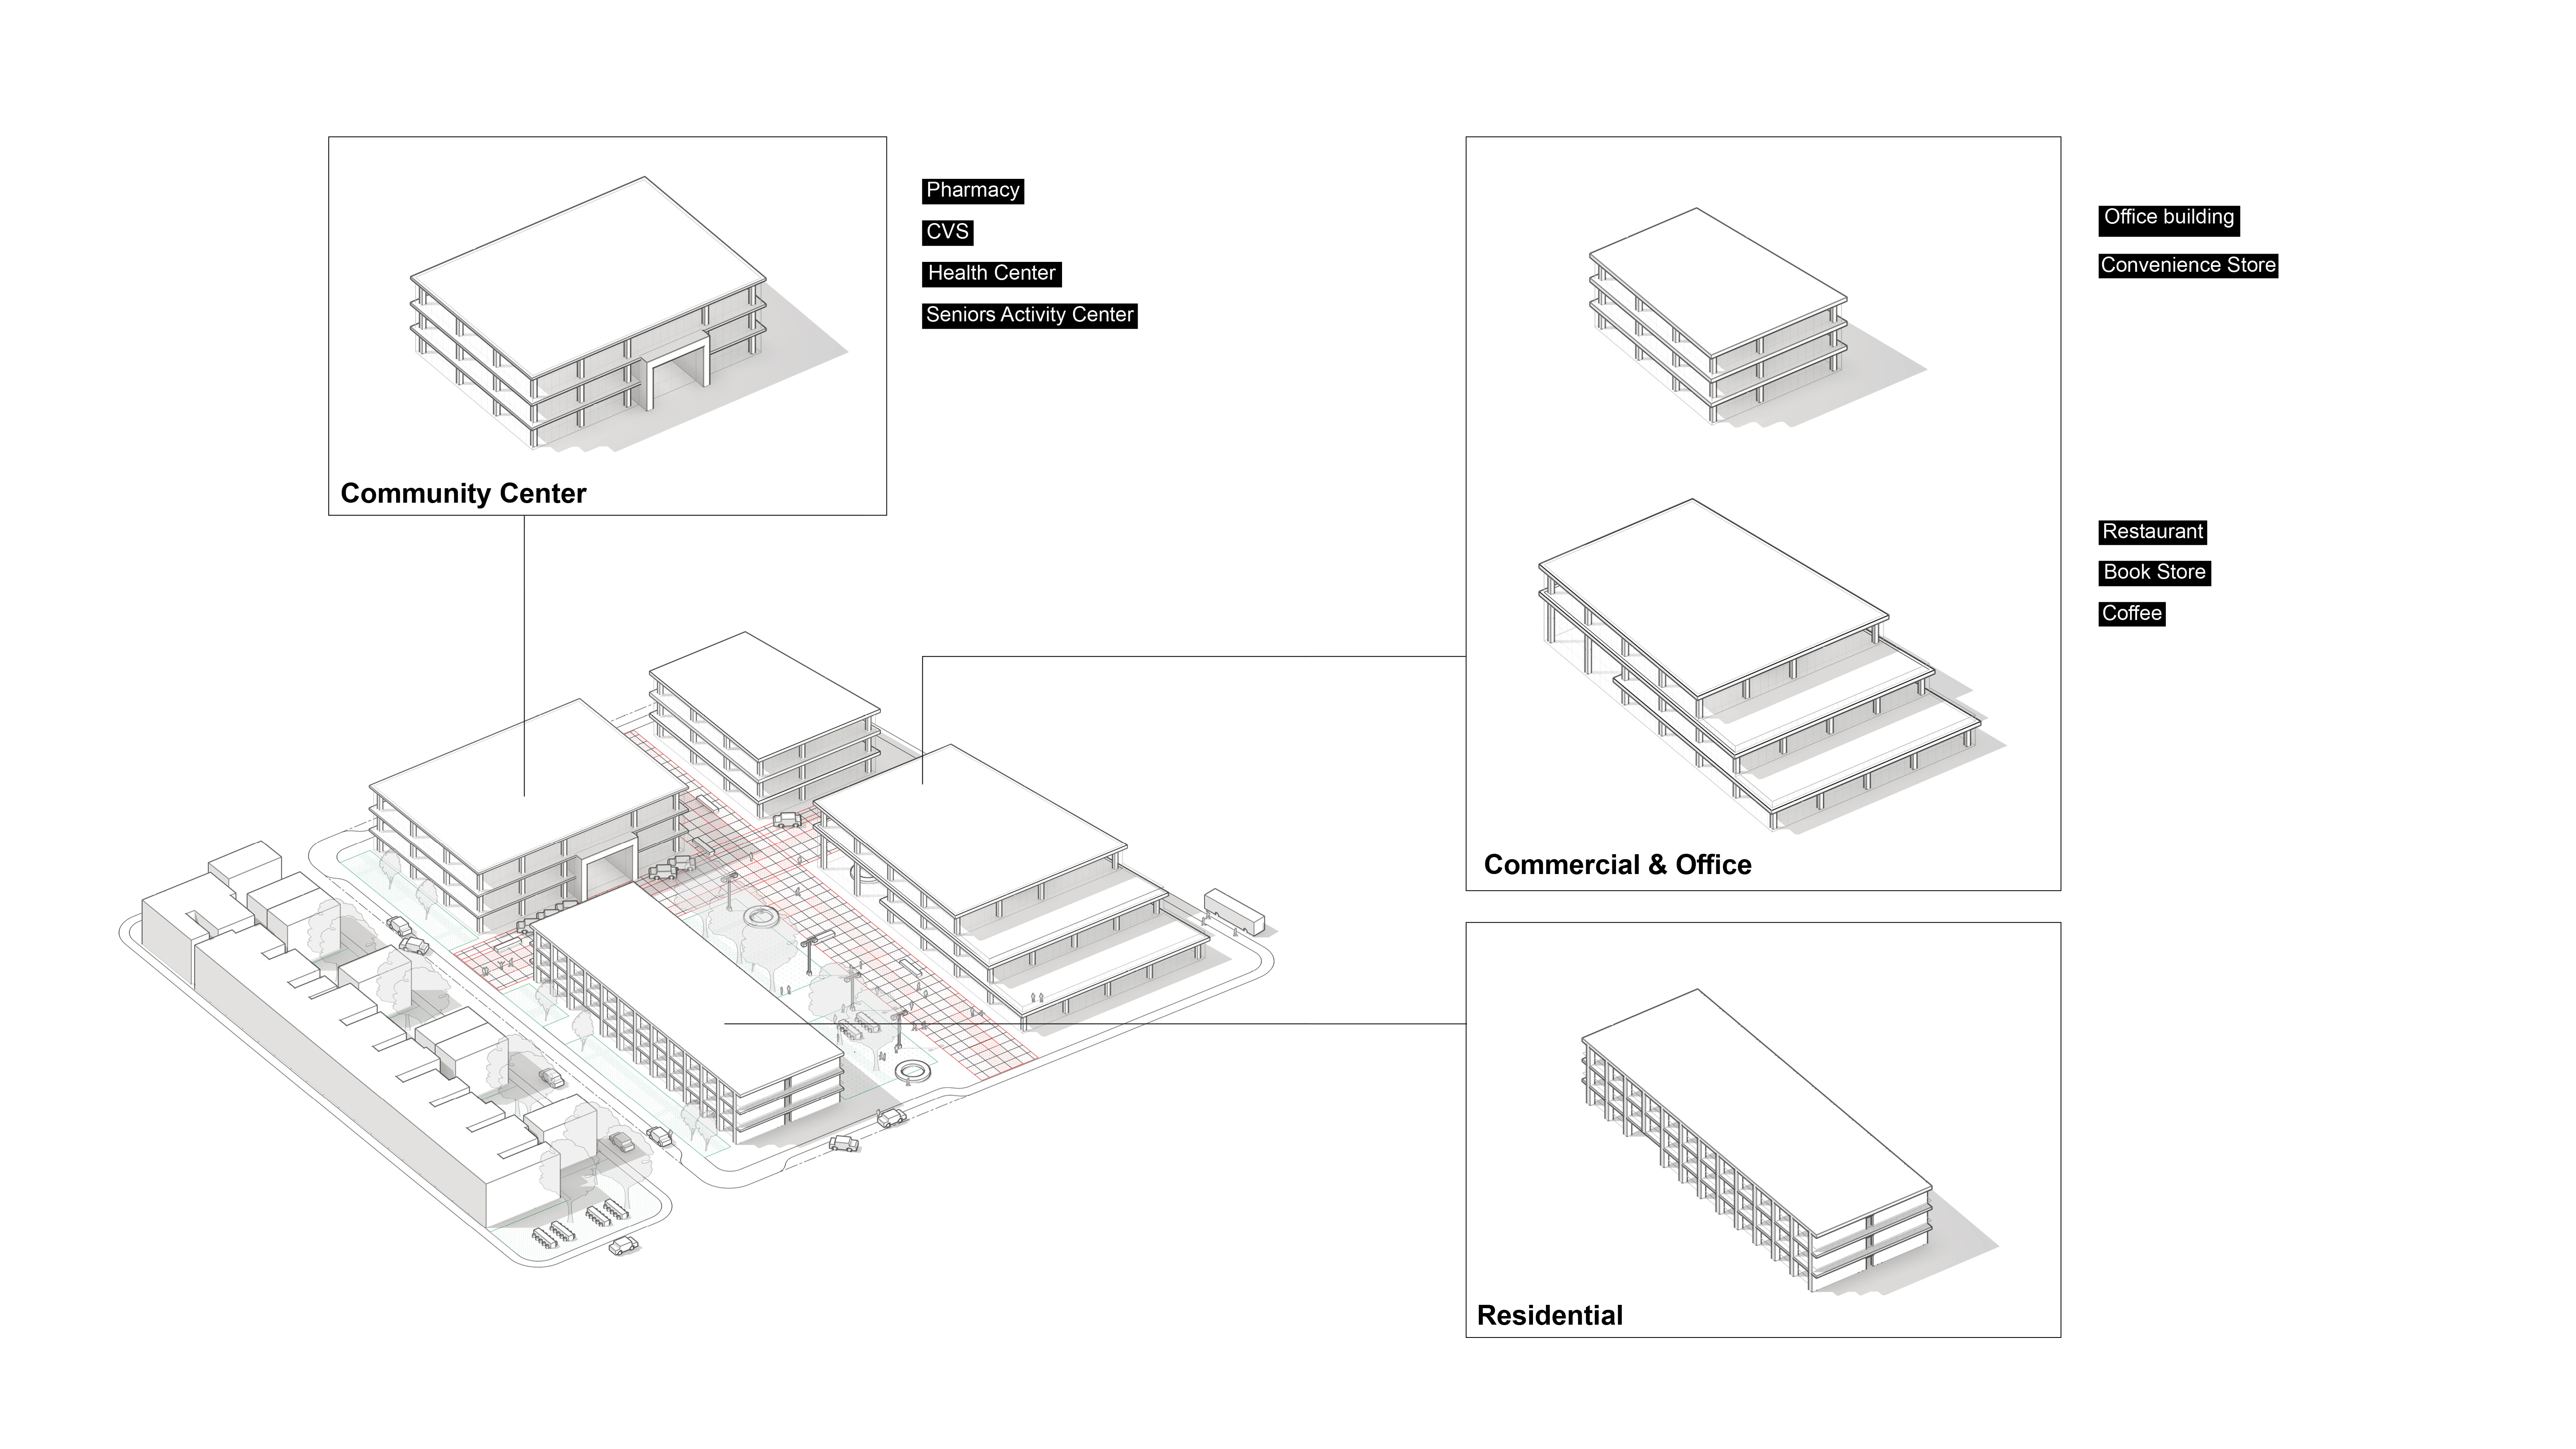 Pharmacy
CVS
Health Center
Seniors Activity Center
Community Center
Office building
Convenience Store
Restaurant
Book Store
Coffee
Commercial & Office
Residential